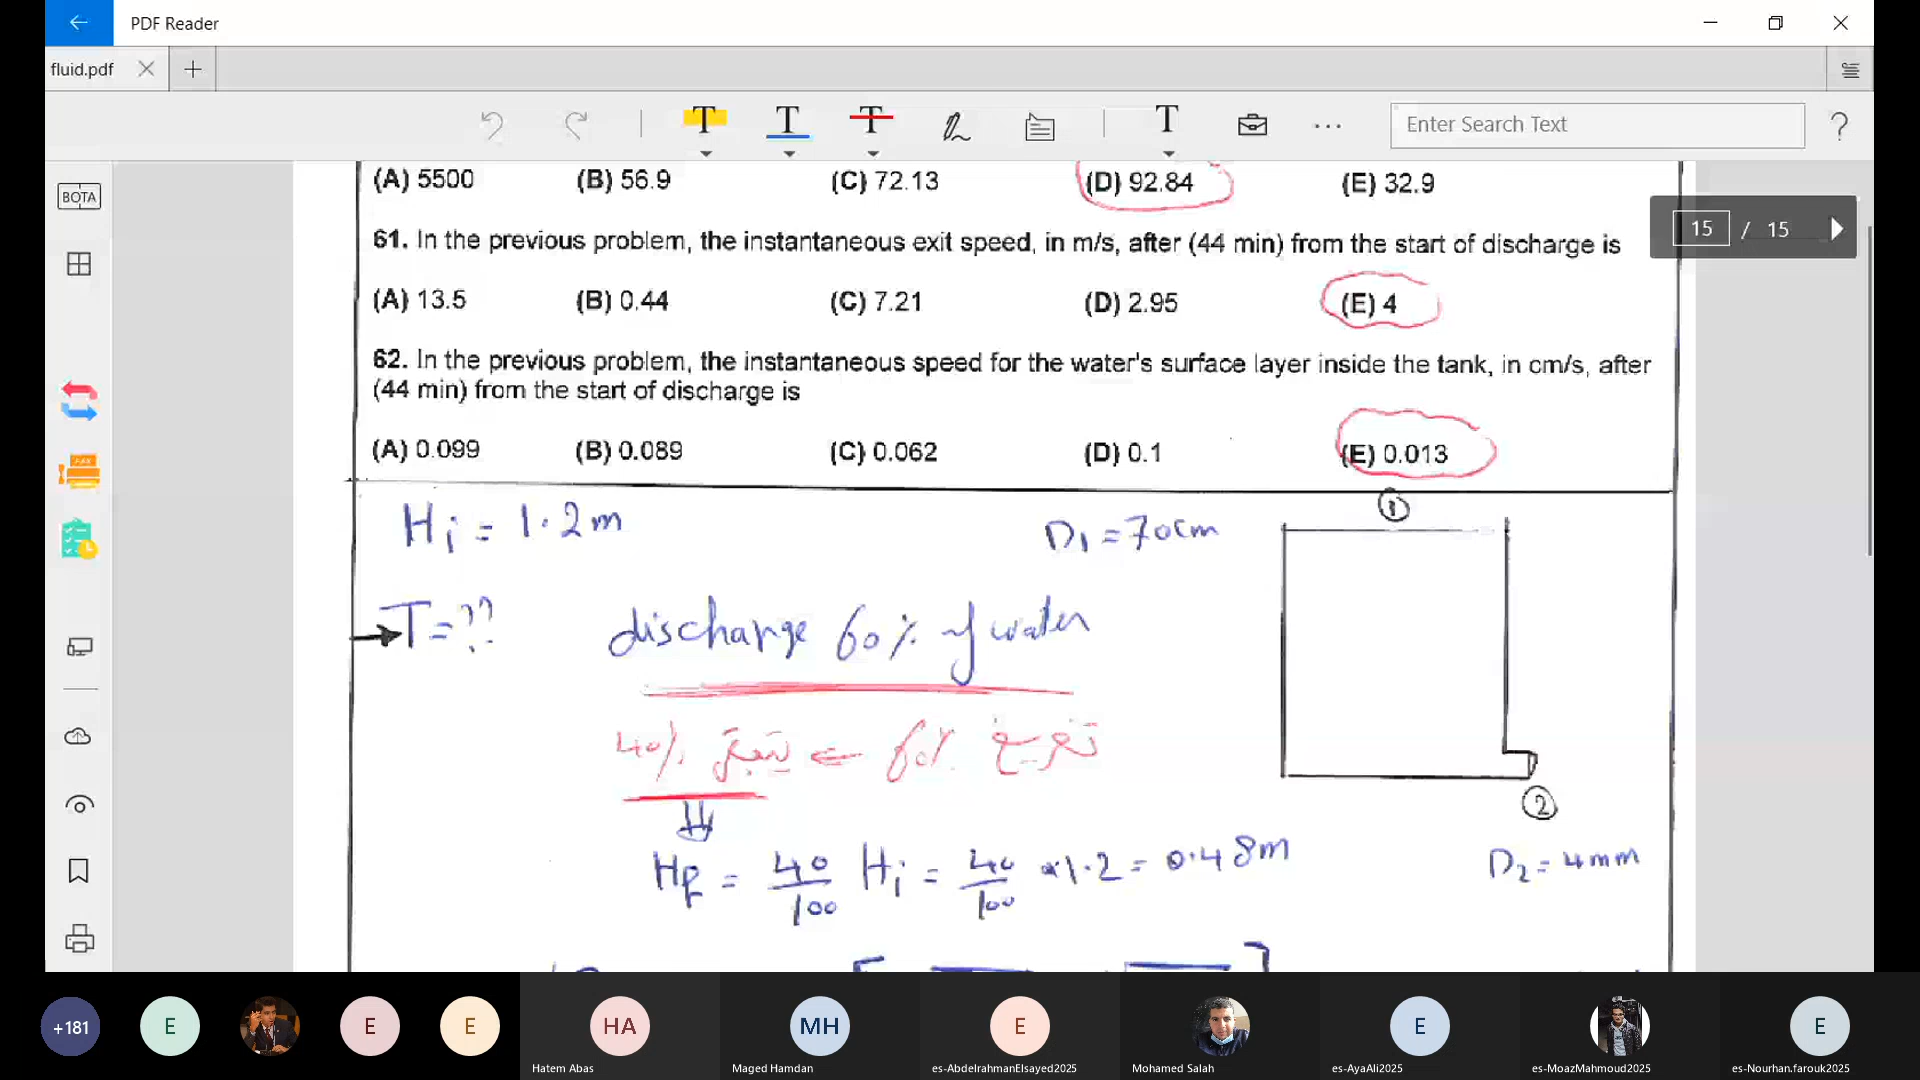 PDF Reader
fluid.pdf
Enter Search Text
?
BOTA
15 / 15
(A) 5500 (B) 56.9 (C) 72.13 (D) 92.84 (E) 32.9
61. In the previous problem, the instantaneous exit speed, in m/s, after (44 min) from the start of discharge is
(A) 13.5 (B) 0.44 (C) 7.21 (D) 2.95 (E) 4
62. In the previous problem, the instantaneous speed for the water's surface layer inside the tank, in cm/s, after
(44 min) from the start of discharge is
(A) 0.099 (B) 0.089 (C) 0.062 (D) 0.1 (E) 0.013
①
Hi = 1.2m D1 = 70cm
T = ?? discharge 60% of water
60% ⇐ 40%
②
Hf = 40/100 Hi = 40/100 * 1.2 = 0.48m D2 = 4mm
+181 E E E HA MH E E E
Hatem Abas Maged Hamdan es-AbdelrahmanElsayed2025 Mohamed Salah es-AyaAli2025 es-MoazMahmoud2025 es-Nourhan.farouk2025